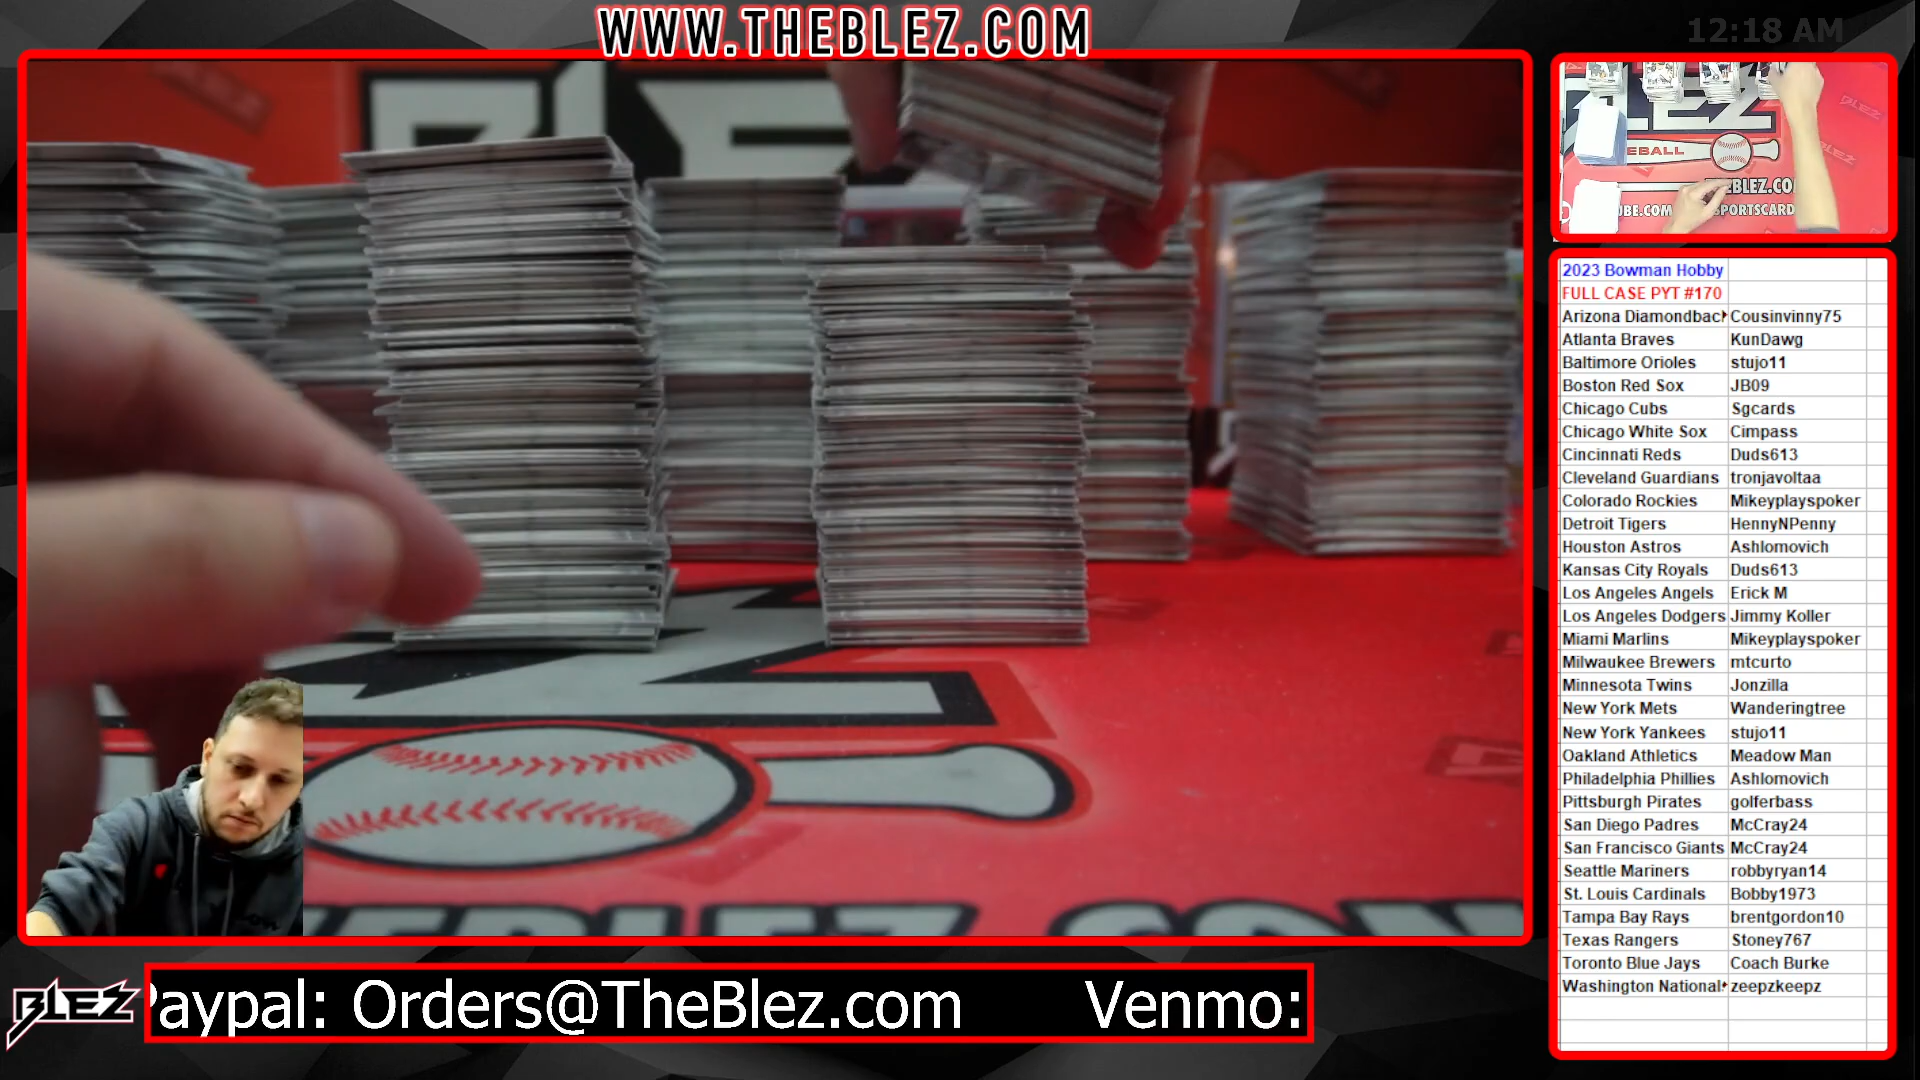 WWW.THEBLEZ.COM
12:18 AM
EBALL
2023 Bowman Hobby
FULL CASE PYT #170
Arizona Diamondbac Cousinvinny75
Atlanta Braves KunDawg
Baltimore Orioles stujo11
Boston Red Sox JB09
Chicago Cubs Sgcards
Chicago White Sox Cimpass
Cincinnati Reds Duds613
Cleveland Guardians tronjavoltaa
Colorado Rockies Mikeyplayspoker
Detroit Tigers HennyNPenny
Houston Astros Ashlomovich
Kansas City Royals Duds613
Los Angeles Angels Erick M
Los Angeles Dodgers Jimmy Koller
Miami Marlins Mikeyplayspoker
Milwaukee Brewers mtcurto
Minnesota Twins Jonzilla
New York Mets Wanderingtree
New York Yankees stujo11
Oakland Athletics Meadow Man
Philadelphia Phillies Ashlomovich
Pittsburgh Pirates golferbass
San Diego Padres McCray24
San Francisco Giants McCray24
Seattle Mariners robbyryan14
St. Louis Cardinals Bobby1973
Tampa Bay Rays brentgordon10
Texas Rangers Stoney767
Toronto Blue Jays Coach Burke
Washington National zeepzkeepz
BLEZ
Paypal: Orders@TheBlez.com Venmo: